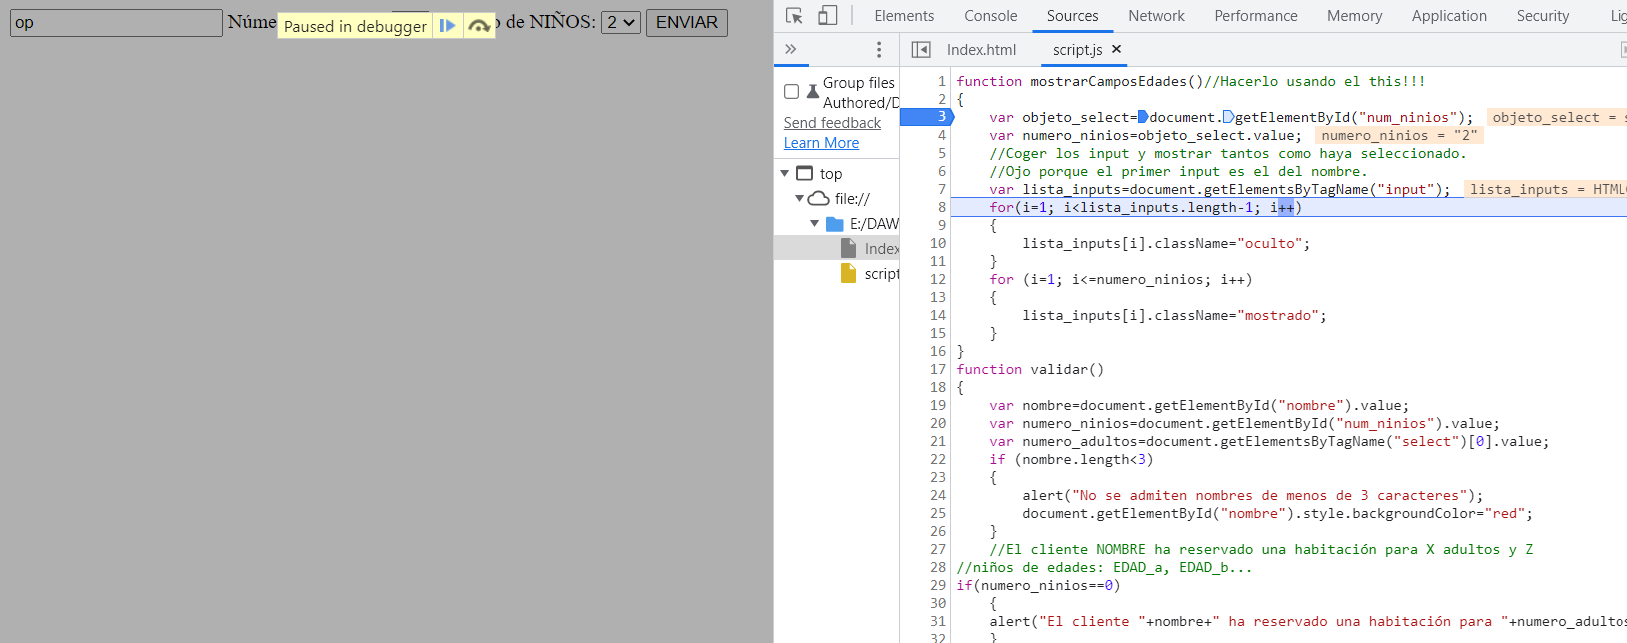 op Núme Paused in debugger o de NIÑOS: 2 ENVIAR
Elements Console Sources Network Performance Memory Application Security Lig
Index.html script.js ×
Group files
Authored/D
Send feedback
Learn More
top
file://
E:/DAW
Index
script
1 function mostrarCamposEdades()//Hacerlo usando el this!!!
2 {
3 var objeto_select=document.getElementById("num_ninios"); objeto_select = s
4 var numero_ninios=objeto_select.value; numero_ninios = "2"
5 //Coger los input y mostrar tantos como haya seleccionado.
6 //Ojo porque el primer input es el del nombre.
7 var lista_inputs=document.getElementsByTagName("input"); lista_inputs = HTMLC
8 for(i=1; i<lista_inputs.length-1; i++)
9 {
10 lista_inputs[i].className="oculto";
11 }
12 for (i=1; i<=numero_ninios; i++)
13 {
14 lista_inputs[i].className="mostrado";
15 }
16 }
17 function validar()
18 {
19 var nombre=document.getElementById("nombre").value;
20 var numero_ninios=document.getElementById("num_ninios").value;
21 var numero_adultos=document.getElementsByTagName("select")[0].value;
22 if (nombre.length<3)
23 {
24 alert("No se admiten nombres de menos de 3 caracteres");
25 document.getElementById("nombre").style.backgroundColor="red";
26 }
27 //El cliente NOMBRE ha reservado una habitación para X adultos y Z
28 //niños de edades: EDAD_a, EDAD_b...
29 if(numero_ninios==0)
30 {
31 alert("El cliente "+nombre+" ha reservado una habitación para "+numero_adultos
32 }